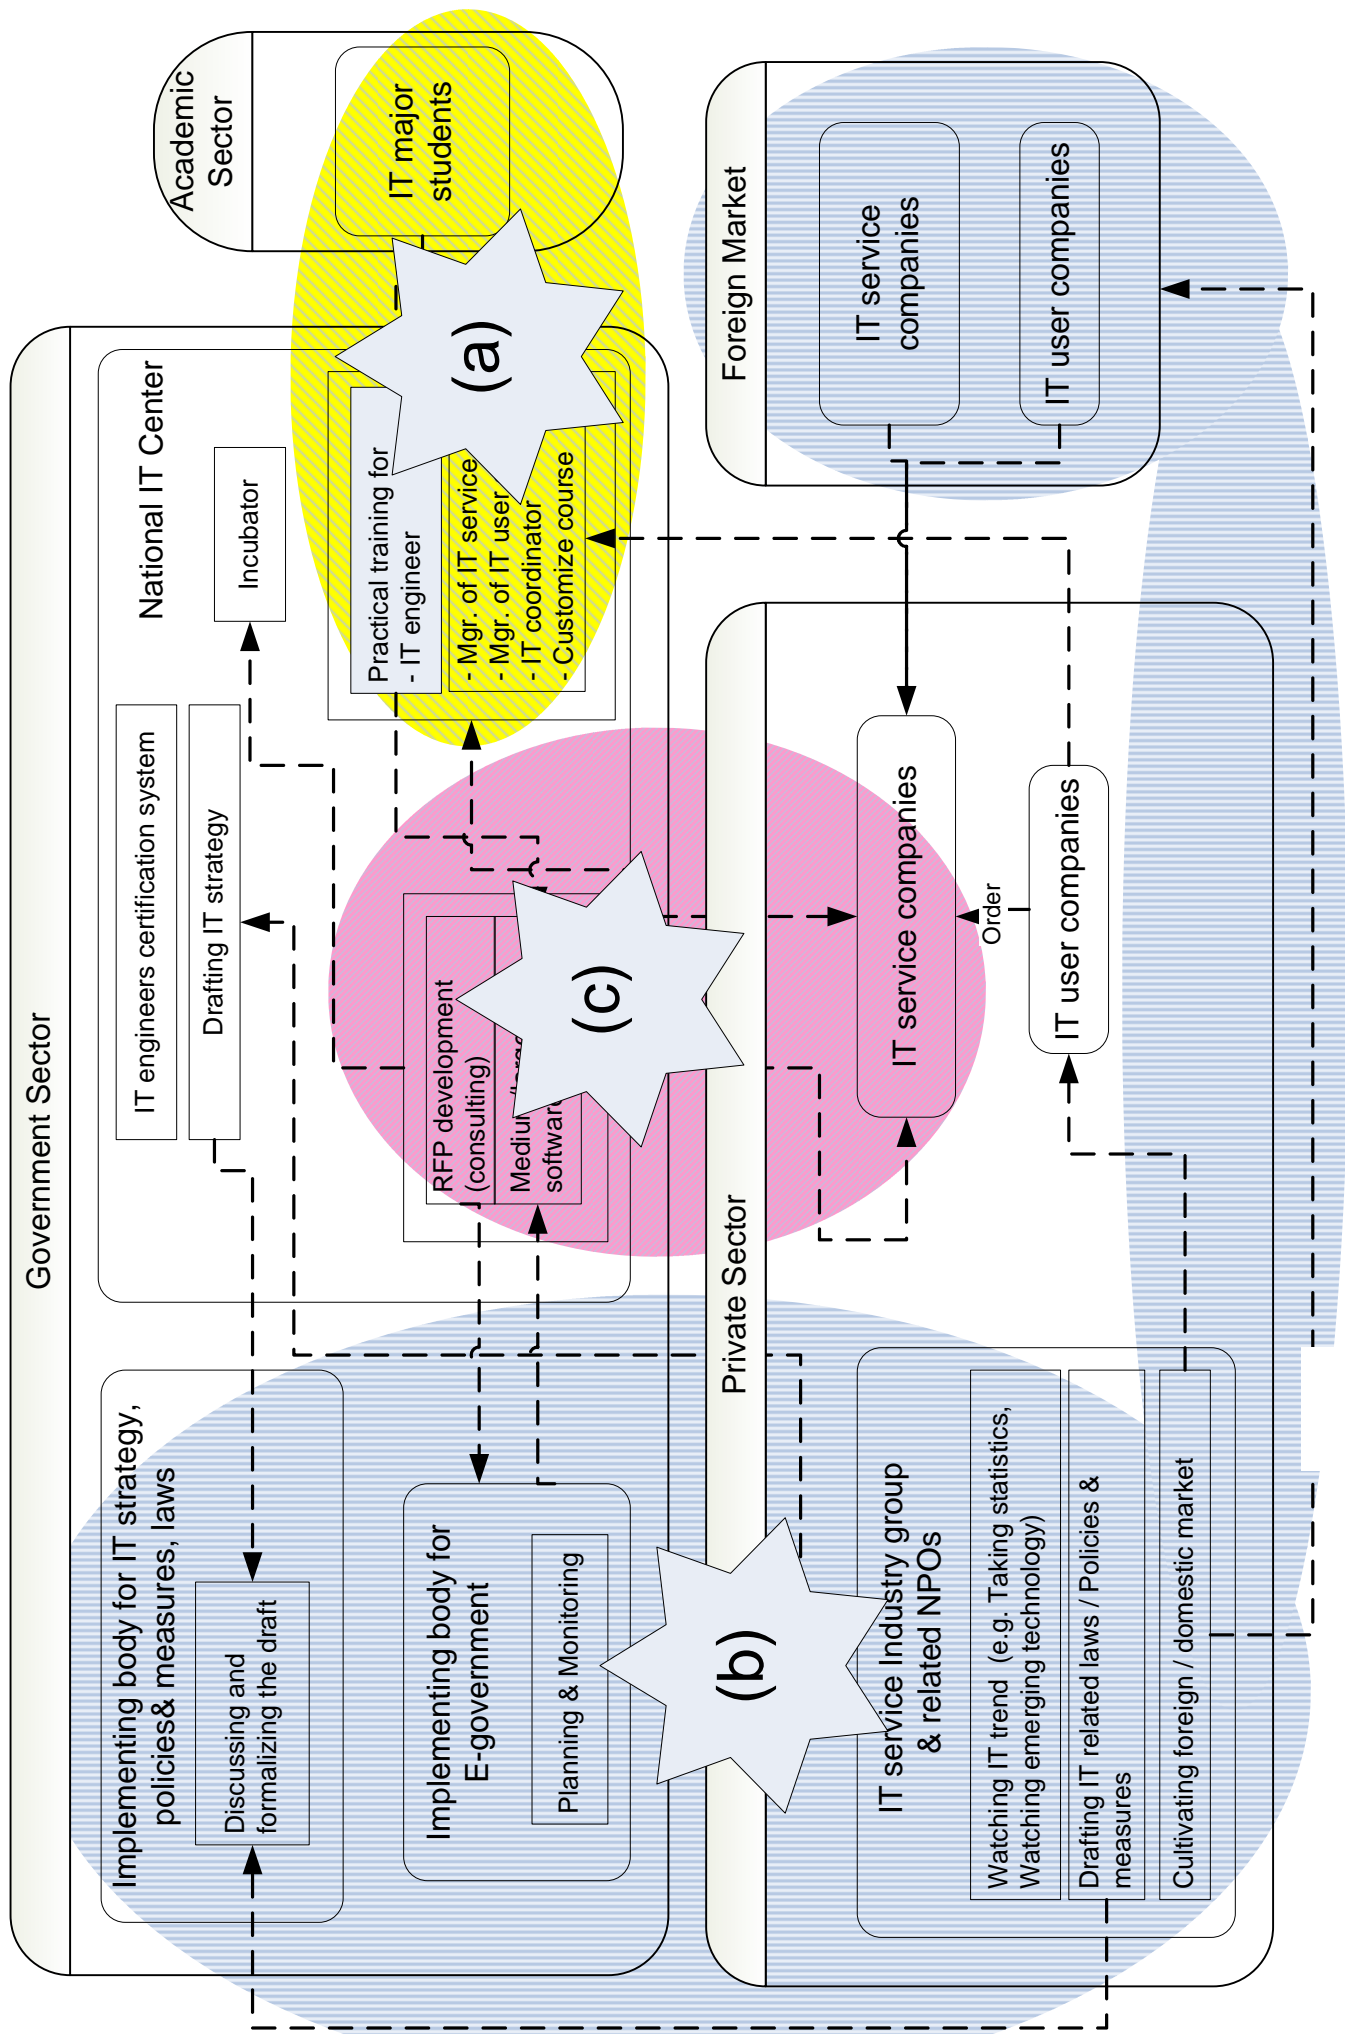 Government Sector
Implementing body for IT strategy,
policies& measures, laws
Discussing and
formalizing the draft
Implementing body for
E-government
Planning & Monitoring
National IT Center
IT engineers certification system
Drafting IT strategy
Incubator
RFP development
(consulting)
software
Practical training for
- IT engineer
- Mgr. of IT service
- Mgr. of IT user
- IT coordinator
- Customize course
Academic
Sector
IT major
students
(a)
(b)
(c)
Private Sector
IT service Industry group
& related NPOs
Watching IT trend (e.g. Taking statistics,
Watching emerging technology)
Drafting IT related laws / Policies &
measures
Cultivating foreign / domestic market
IT service companies
Order
IT user companies
Foreign Market
IT service
companies
IT user companies